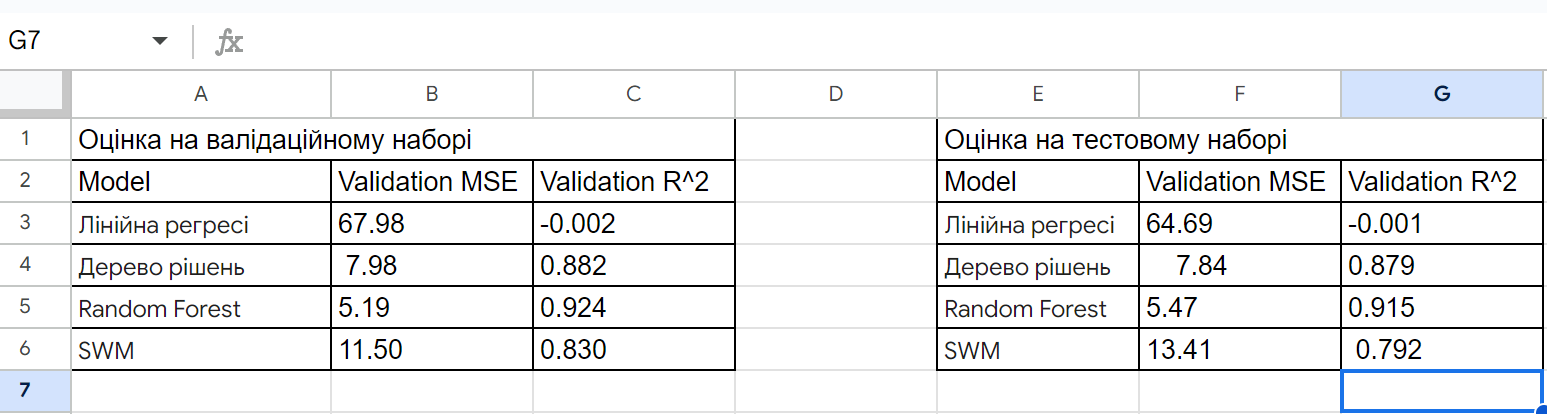 G7 fx
A B C D E F G
1 Оцінка на валідаційному наборі Оцінка на тестовому наборі
2 Model Validation MSE Validation R^2 Model Validation MSE Validation R^2
3 Лінійна регресі 67.98 -0.002 Лінійна регресі 64.69 -0.001
4 Дерево рішень 7.98 0.882 Дерево рішень 7.84 0.879
5 Random Forest 5.19 0.924 Random Forest 5.47 0.915
6 SWM 11.50 0.830 SWM 13.41 0.792
7